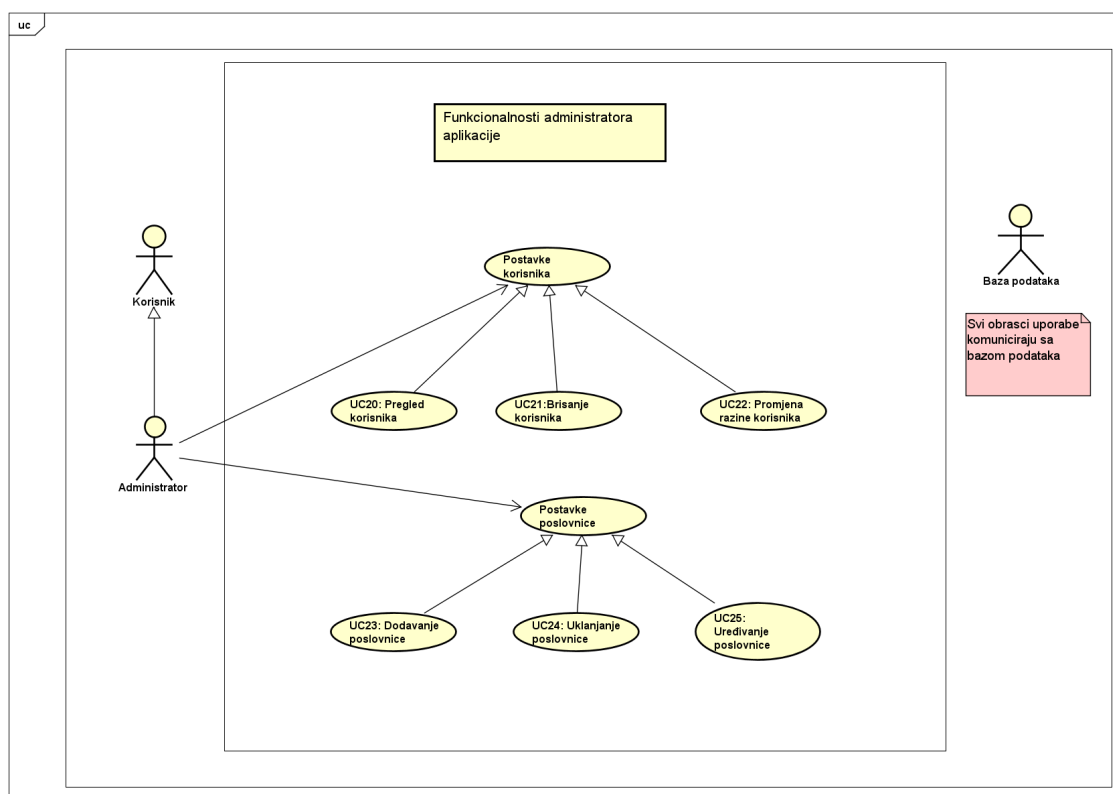 uc
Funkcionalnosti administratora
aplikacije
Korisnik
Baza podataka
Svi obrasci uporabe
komuniciraju sa
bazom podataka
Postavke
korisnika
UC20: Pregled
korisnika
UC21:Brisanje
korisnika
UC22: Promjena
razine korisnika
Administrator
Postavke
poslovnice
UC23: Dodavanje
poslovnice
UC24: Uklanjanje
poslovnice
UC25:
Uređivanje
poslovnice